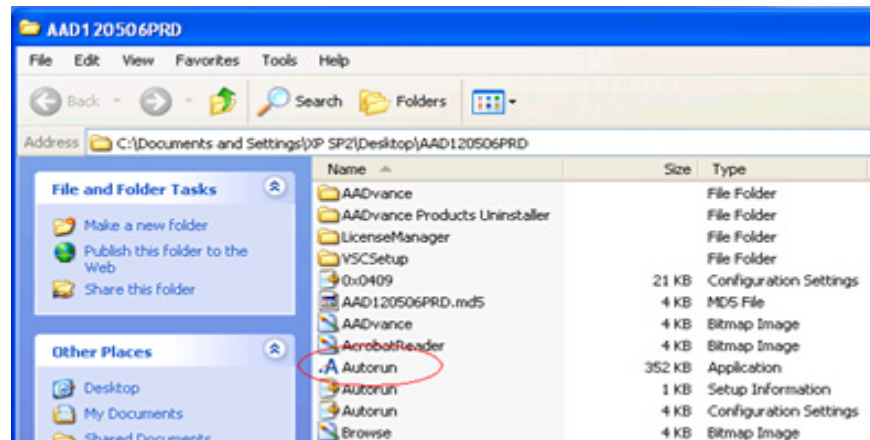 AAD120506PRD
File Edit View Favorites Tools Help
Back Search Folders
Address C:\Documents and Settings\XP SP2\Desktop\AAD120506PRD
Name Size Type
File and Folder Tasks
Make a new folder
Publish this folder to the
Web
Share this folder
Other Places
Desktop
My Documents
Shared Documents
AADvance File Folder
AADvance Products Uninstaller File Folder
LicenseManager File Folder
VSCSetup File Folder
0x0409 21 KB Configuration Settings
AAD120506PRD.md5 4 KB MD5 File
AADvance 4 KB Bitmap Image
AcrobatReader 4 KB Bitmap Image
Autorun 352 KB Application
Autorun 1 KB Setup Information
Autorun 4 KB Configuration Settings
Browse 4 KB Bitmap Image